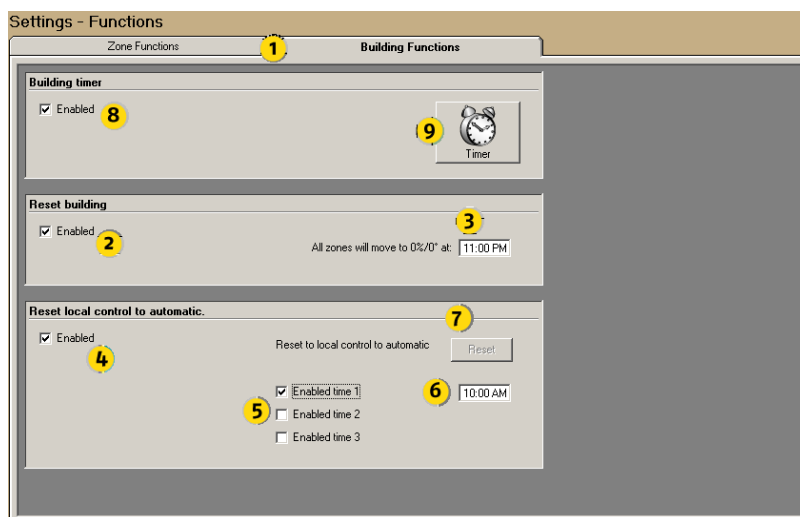 Settings - Functions
Zone Functions 1 Building Functions
Building timer
Enabled 8
9 Timer
Reset building
3
Enabled 2
All zones will move to 0%/0° at: 11:00 PM
Reset local control to automatic.
7
Enabled 4
Reset to local control to automatic Reset
5 Enabled time 1 6 10:00 AM
Enabled time 2
Enabled time 3